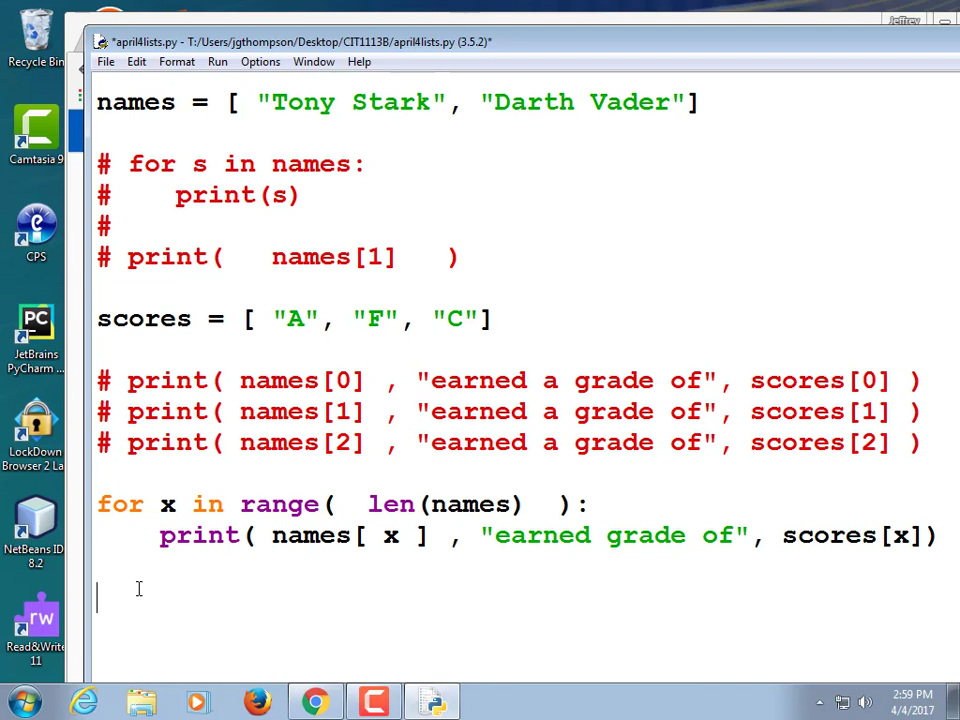 Jeffrey
*april4lists.py - T:/Users/jgthompson/Desktop/CIT1113B/april4lists.py (3.5.2)*
File Edit Format Run Options Window Help
names = [ "Tony Stark", "Darth Vader"]
# for s in names:
#    print(s)
#
# print(   names[1]   )
scores = [ "A", "F", "C"]
# print( names[0] , "earned a grade of", scores[0] )
# print( names[1] , "earned a grade of", scores[1] )
# print( names[2] , "earned a grade of", scores[2] )
for x in range(  len(names)  ):
    print( names[ x ] , "earned grade of", scores[x])
Recycle Bin
Camtasia 9
CPS
PC
JetBrains
PyCharm ...
LockDown
Browser 2 La
NetBeans ID
8.2
rw
Read&Write
11
2:59 PM
4/4/2017